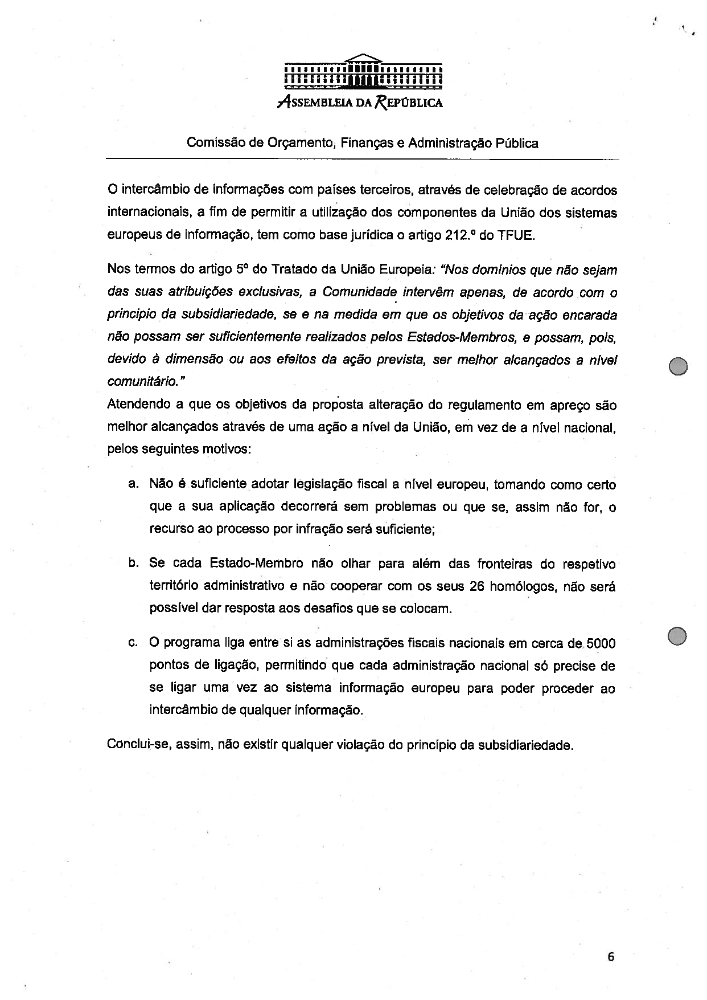 ASSEMBLEIA DA REPÚBLICA
Comissão de Orçamento, Finanças e Administração Pública
O intercâmbio de informações com países terceiros, através de celebração de acordos
internacionais, a fim de permitir a utilização dos componentes da União dos sistemas
europeus de informação, tem como base jurídica o artigo 212.º do TFUE.
Nos termos do artigo 5º do Tratado da União Europeia: "Nos domínios que não sejam
das suas atribuições exclusivas, a Comunidade intervêm apenas, de acordo com o
principio da subsidiariedade, se e na medida em que os objetivos da ação encarada
não possam ser suficientemente realizados pelos Estados-Membros, e possam, pois,
devido à dimensão ou aos efeitos da ação prevista, ser melhor alcançados a nível
comunitário."
Atendendo a que os objetivos da proposta alteração do regulamento em apreço são
melhor alcançados através de uma ação a nível da União, em vez de a nível nacional,
pelos seguintes motivos:
a. Não é suficiente adotar legislação fiscal a nível europeu, tomando como certo
que a sua aplicação decorrerá sem problemas ou que se, assim não for, o
recurso ao processo por infração será suficiente;
b. Se cada Estado-Membro não olhar para além das fronteiras do respetivo
território administrativo e não cooperar com os seus 26 homólogos, não será
possível dar resposta aos desafios que se colocam.
c. O programa liga entre si as administrações fiscais nacionais em cerca de 5000
pontos de ligação, permitindo que cada administração nacional só precise de
se ligar uma vez ao sistema informação europeu para poder proceder ao
intercâmbio de qualquer informação.
Conclui-se, assim, não existir qualquer violação do princípio da subsidiariedade.
6